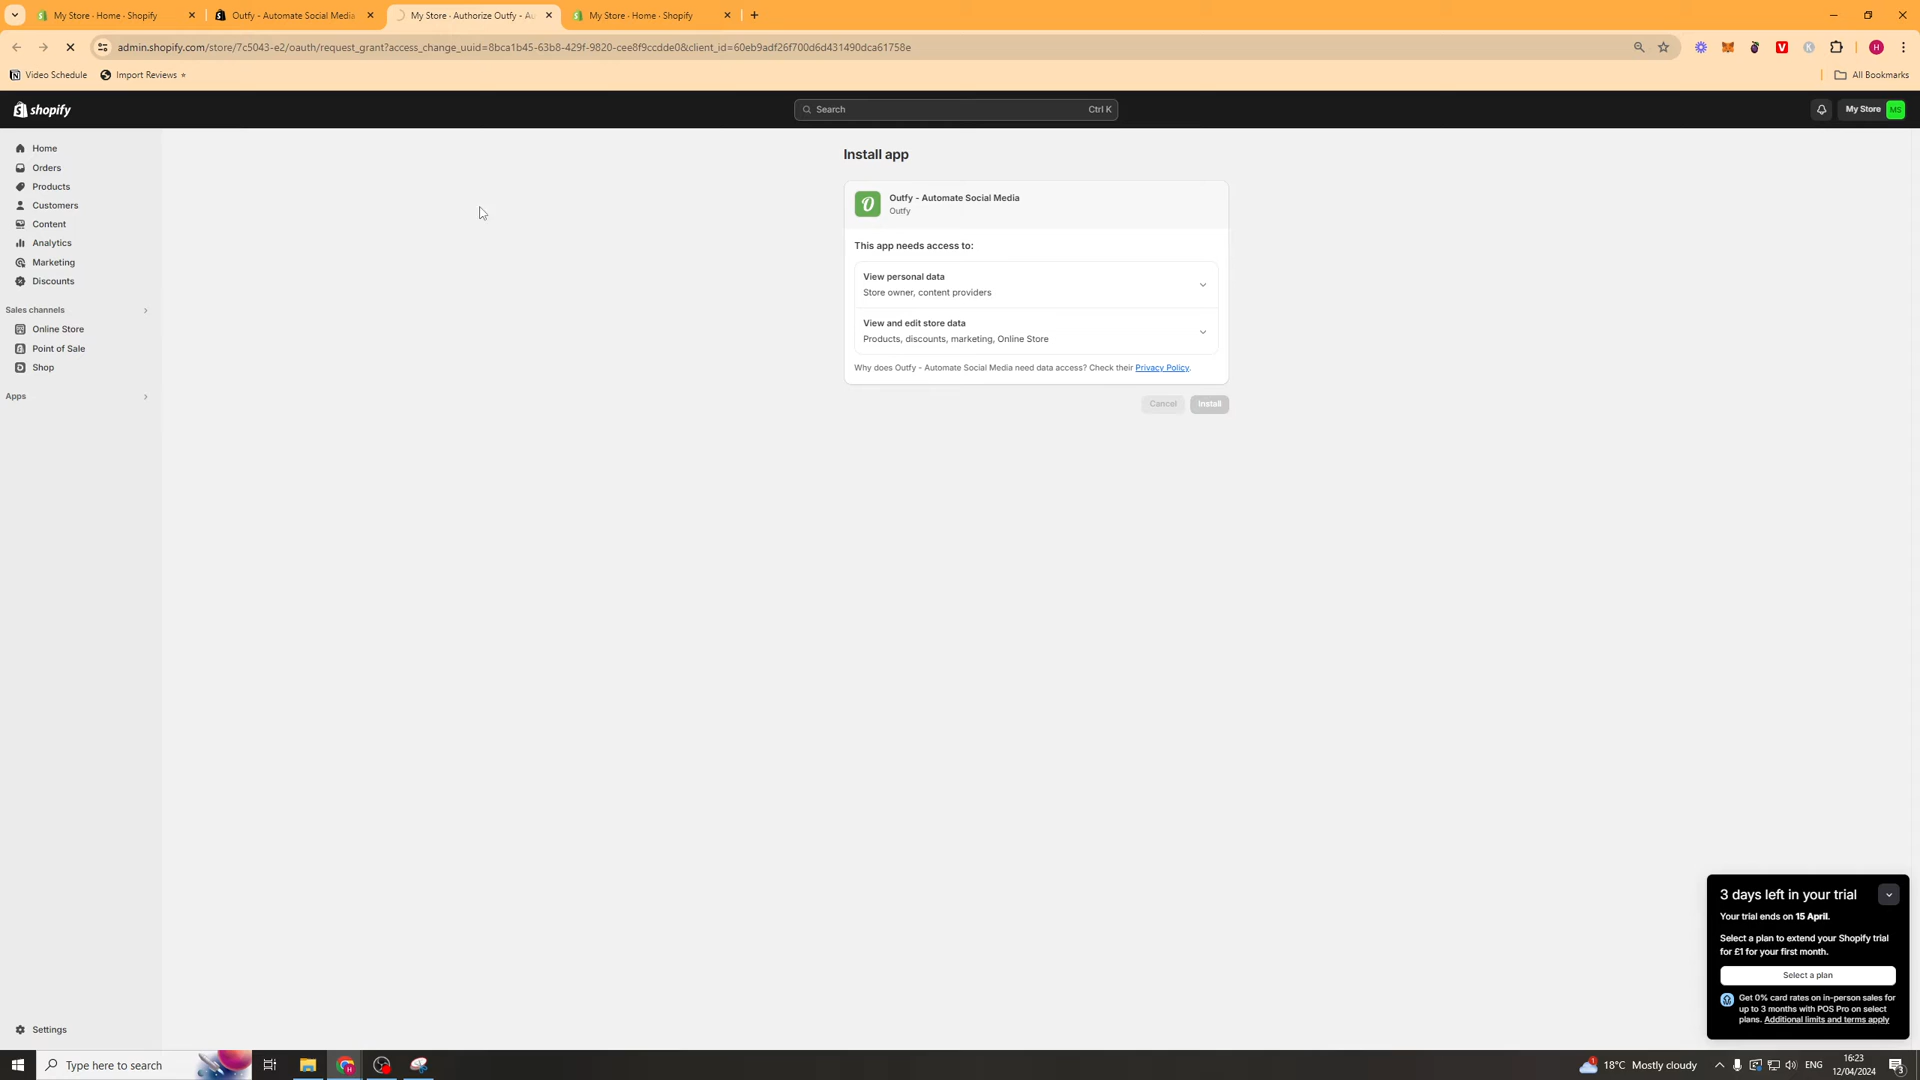 My Store · Home · Shopify
Outfy - Automate Social Media
My Store · Authorize Outfy - Au
My Store · Home · Shopify
admin.shopify.com/store/7c5043-e2/oauth/request_grant?access_change_uuid=8bca1b45-63b8-429f-9820-cee8f9ccdde0&client_id=60eb9adf26f700d6d431490dca61758e
Video Schedule
Import Reviews ⭑
All Bookmarks
shopify
Search
Ctrl K
My Store
MS
Home
Orders
Products
Customers
Content
Analytics
Marketing
Discounts
Sales channels
Online Store
Point of Sale
Shop
Apps
Settings
Install app
Outfy - Automate Social Media
Outfy
This app needs access to:
View personal data
Store owner, content providers
View and edit store data
Products, discounts, marketing, Online Store
Why does Outfy - Automate Social Media need data access? Check their Privacy Policy.
Cancel
Install
3 days left in your trial
Your trial ends on 15 April.
Select a plan to extend your Shopify trial
for £1 for your first month.
Select a plan
Get 0% card rates on in-person sales for
up to 3 months with POS Pro on select
plans. Additional limits and terms apply
Type here to search
18°C Mostly cloudy
ENG
16:23
12/04/2024